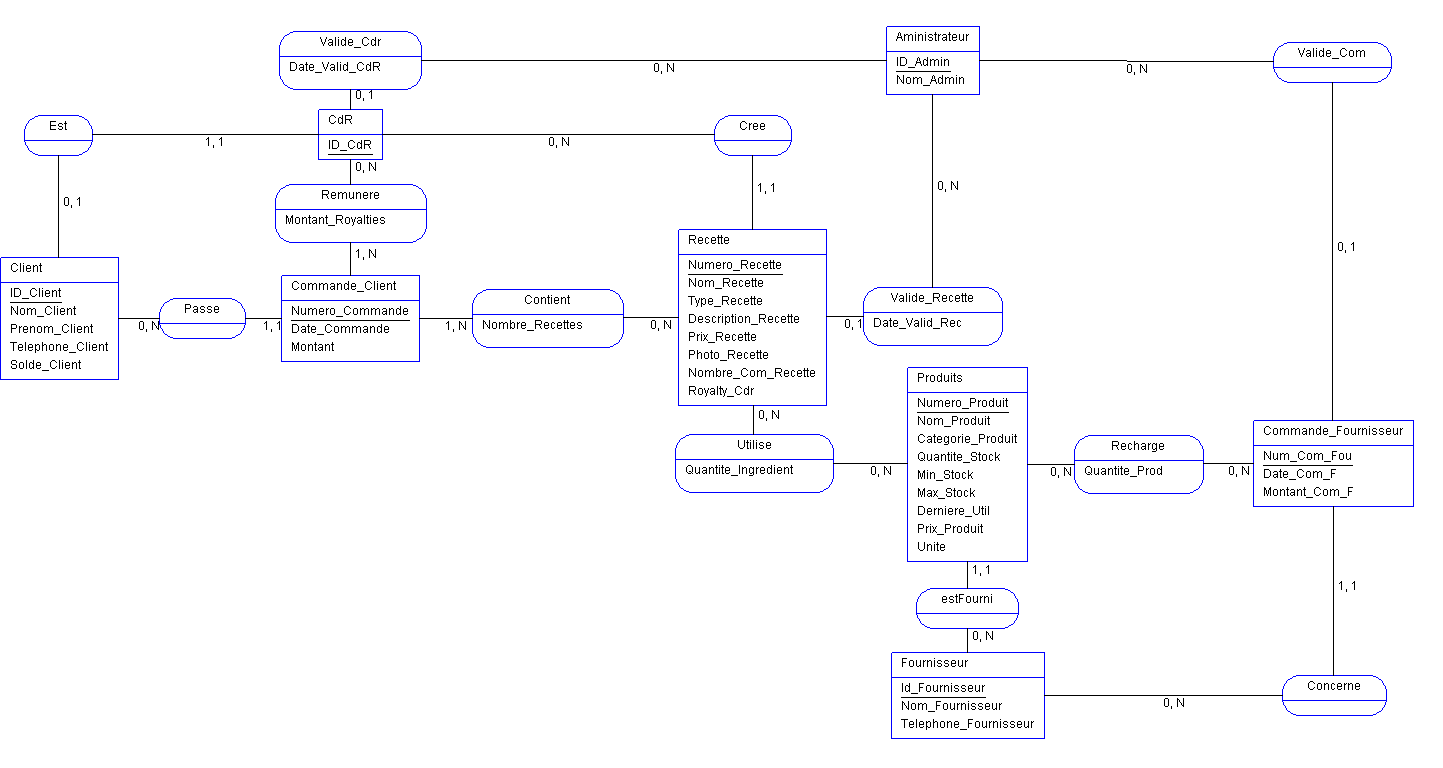 Valide_Cdr
Date_Valid_CdR
0, N
Aministrateur
ID_Admin
Nom_Admin
0, N
Valide_Com
0, 1
Est
1, 1
CdR
ID_CdR
0, N
Cree
0, N
0, 1
Remunere
Montant_Royalties
1, 1
0, N
1, N
0, 1
Client
ID_Client
Nom_Client
Prenom_Client
Telephone_Client
Solde_Client
0, N
Passe
1, 1
Commande_Client
Numero_Commande
Date_Commande
Montant
1, N
Contient
Nombre_Recettes
0, N
Recette
Numero_Recette
Nom_Recette
Type_Recette
Description_Recette
Prix_Recette
Photo_Recette
Nombre_Com_Recette
Royalty_Cdr
0, 1
Valide_Recette
Date_Valid_Rec
0, N
Utilise
Quantite_Ingredient
0, N
Produits
Numero_Produit
Nom_Produit
Categorie_Produit
Quantite_Stock
Min_Stock
Max_Stock
Derniere_Util
Prix_Produit
Unite
0, N
Recharge
Quantite_Prod
0, N
Commande_Fournisseur
Num_Com_Fou
Date_Com_F
Montant_Com_F
1, 1
estFourni
0, N
1, 1
Fournisseur
Id_Fournisseur
Nom_Fournisseur
Telephone_Fournisseur
0, N
Concerne